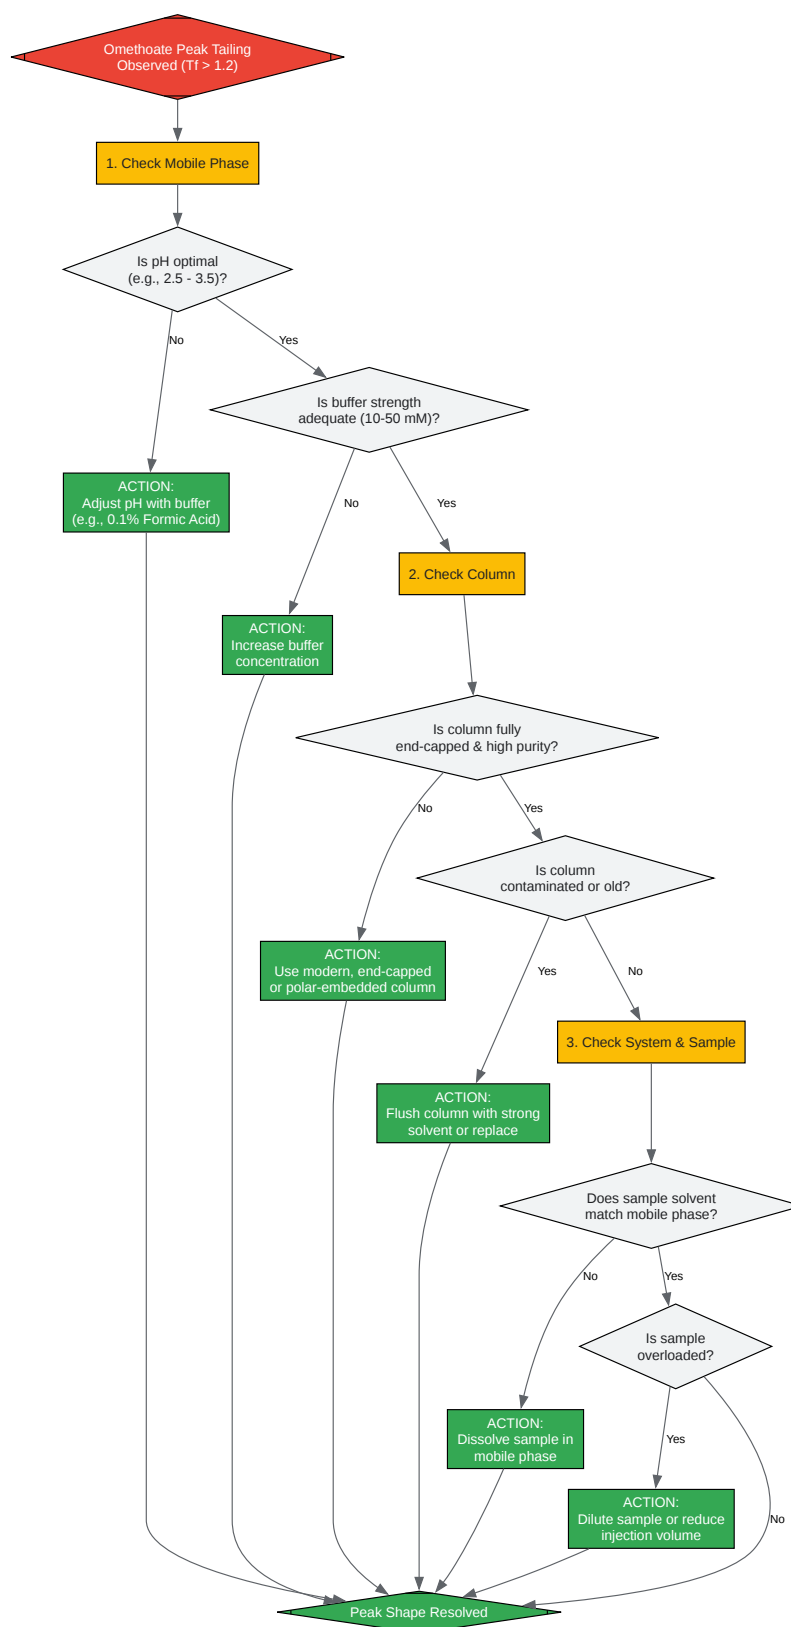 Omethoate Peak Tailing
Observed (Tf > 1.2)
1. Check Mobile Phase
Is pH optimal
(e.g., 2.5 - 3.5)?
No
Yes
Is buffer strength
adequate (10-50 mM)?
ACTION:
Adjust pH with buffer
(e.g., 0.1% Formic Acid)
No
Yes
2. Check Column
ACTION:
Increase buffer
concentration
Is column fully
end-capped & high purity?
No
Yes
Is column
contaminated or old?
ACTION:
Use modern, end-capped
or polar-embedded column
Yes
No
3. Check System & Sample
ACTION:
Flush column with strong
solvent or replace
Does sample solvent
match mobile phase?
No
Yes
Is sample
overloaded?
ACTION:
Dissolve sample in
mobile phase
Yes
ACTION:
Dilute sample or reduce
injection volume
No
Peak Shape Resolved